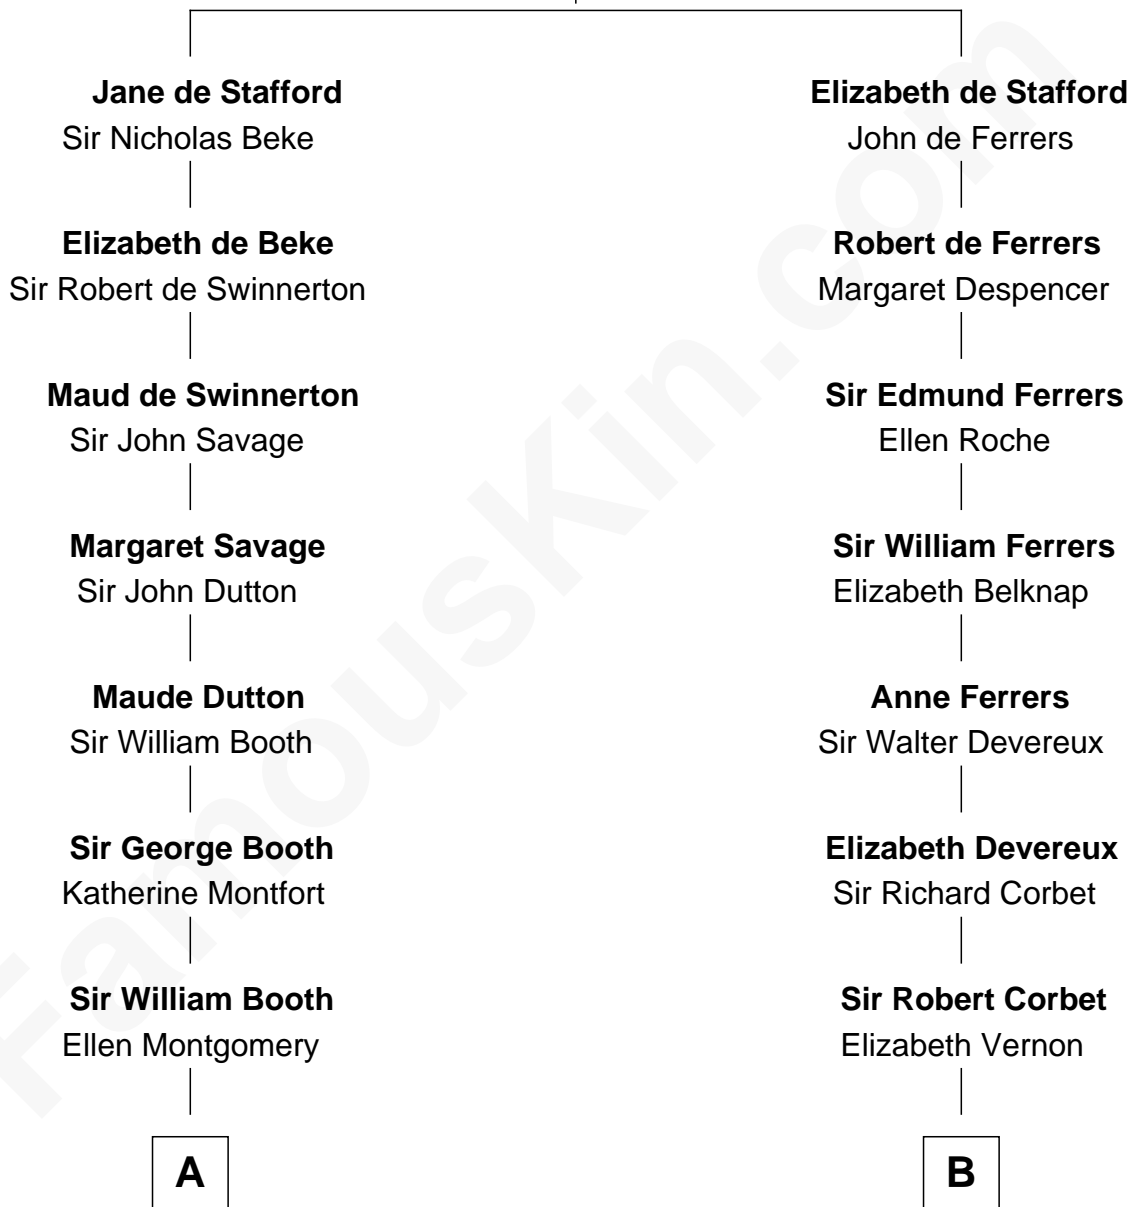 Jane de Stafford
Sir Nicholas Beke
Elizabeth de Beke
Sir Robert de Swinnerton
Maud de Swinnerton
Sir John Savage
Margaret Savage
Sir John Dutton
Maude Dutton
Sir William Booth
Sir George Booth
Katherine Montfort
Sir William Booth
Ellen Montgomery
A
Elizabeth de Stafford
John de Ferrers
Robert de Ferrers
Margaret Despencer
Sir Edmund Ferrers
Ellen Roche
Sir William Ferrers
Elizabeth Belknap
Anne Ferrers
Sir Walter Devereux
Elizabeth Devereux
Sir Richard Corbet
Sir Robert Corbet
Elizabeth Vernon
B
FamousKin.com